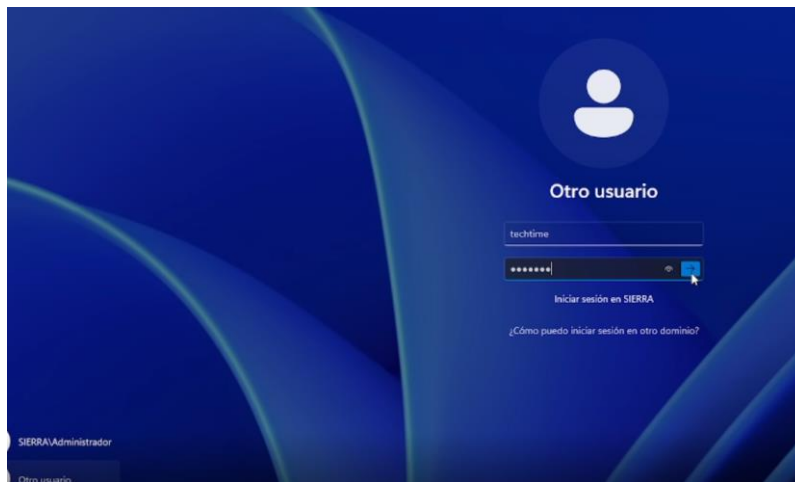 Otro usuario
techtime
Iniciar sesión en SIERRA
¿Cómo puedo iniciar sesión en otro dominio?
SIERRA\Administrador
Otro usuario